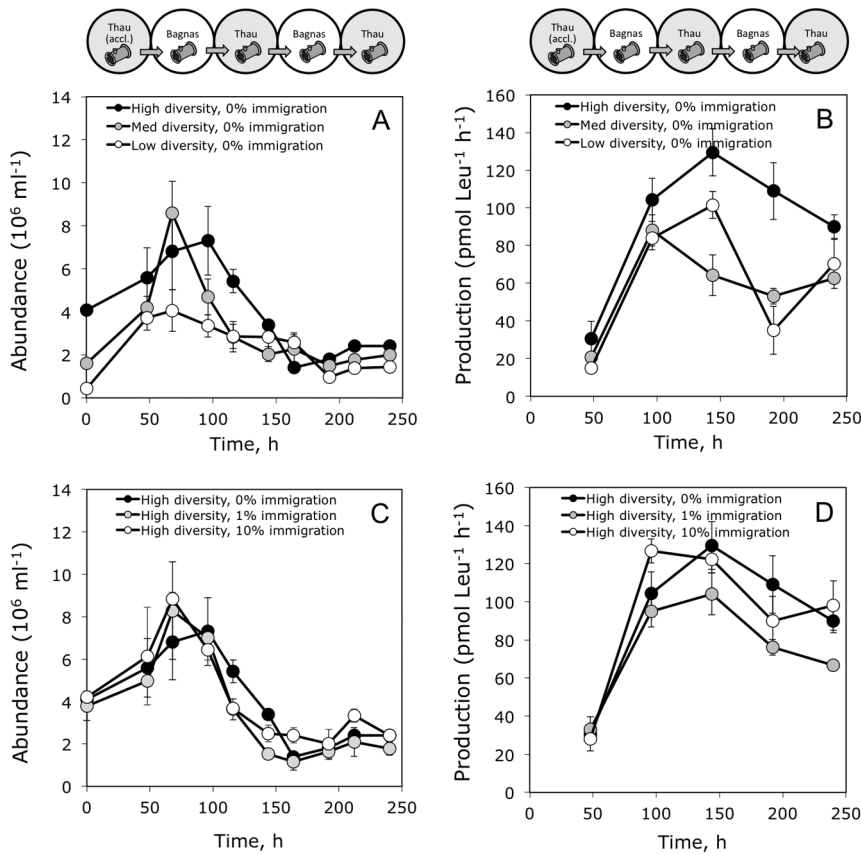 Thau
(accl.)
Bagnas
Thau
Bagnas
Thau
Thau
(accl.)
Bagnas
Thau
Bagnas
Thau
A
High diversity, 0% immigration
Med diversity, 0% immigration
Low diversity, 0% immigration
Abundance (10⁶ ml⁻¹)
14
12
10
8
6
4
2
0
0 50 100 150 200 250
Time, h
B
High diversity, 0% immigration
Med diversity, 0% immigration
Low diversity, 0% immigration
Production (pmol Leu⁻¹ h⁻¹)
160
140
120
100
80
60
40
20
0
0 50 100 150 200 250
Time, h
C
High diversity, 0% immigration
High diversity, 1% immigration
High diversity, 10% immigration
Abundance (10⁶ ml⁻¹)
14
12
10
8
6
4
2
0
0 50 100 150 200 250
Time, h
D
High diversity, 0% immigration
High diversity, 1% immigration
High diversity, 10% immigration
Production (pmol Leu⁻¹ h⁻¹)
160
140
120
100
80
60
40
20
0
0 50 100 150 200 250
Time, h